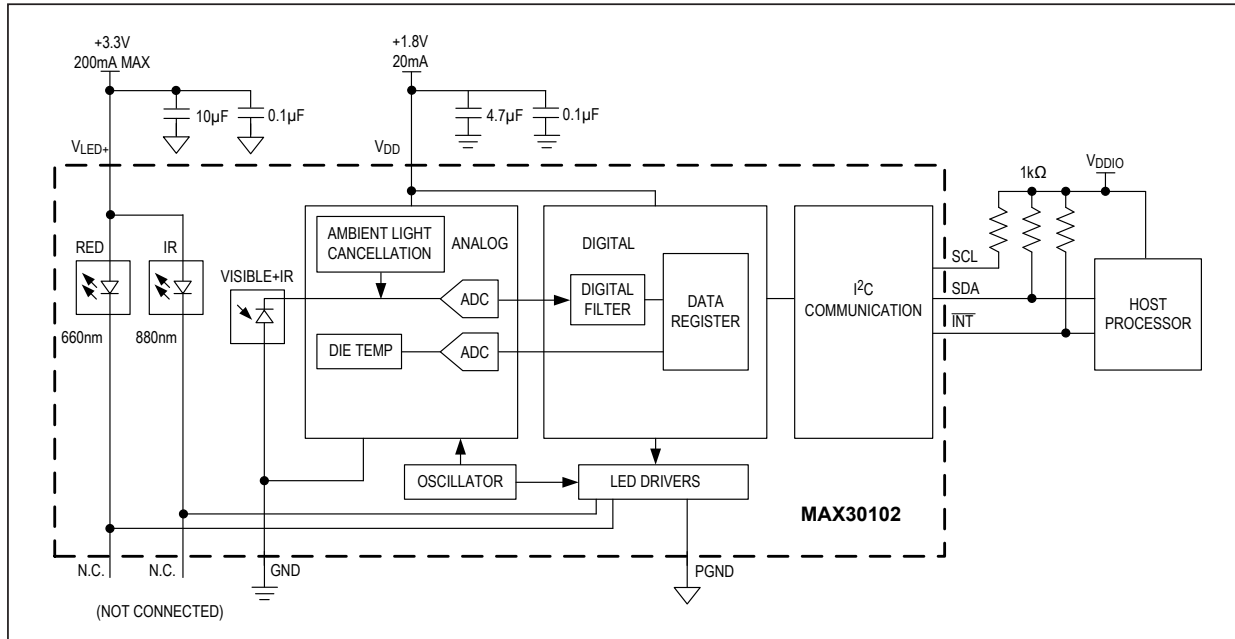 +3.3V
200mA MAX
+1.8V
20mA
10µF
0.1µF
4.7µF
0.1µF
VLED+
VDD
VDDIO
1kΩ
RED
IR
VISIBLE+IR
AMBIENT LIGHT
CANCELLATION
ANALOG
DIGITAL
ADC
DIGITAL
FILTER
DATA
REGISTER
I2C
COMMUNICATION
SCL
SDA
INT
HOST
PROCESSOR
660nm
880nm
DIE TEMP
ADC
OSCILLATOR
LED DRIVERS
MAX30102
N.C.
N.C.
GND
PGND
(NOT CONNECTED)